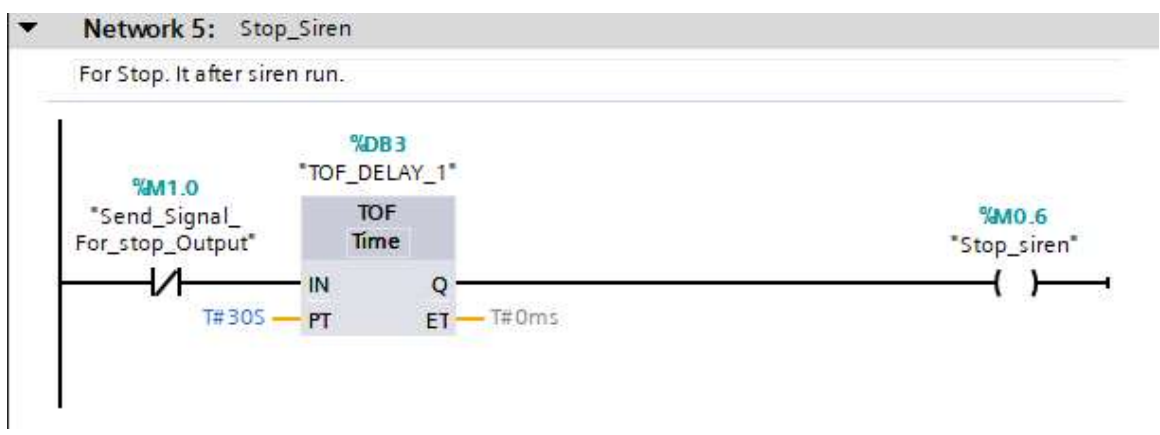 Network 5: Stop_Siren
For Stop. It after siren run.
%DB3
"TOF_DELAY_1"
%M1.0
"Send_Signal_
For_stop_Output"
TOF
Time
%M0.6
"Stop_siren"
IN Q
T#30S PT ET T#0ms